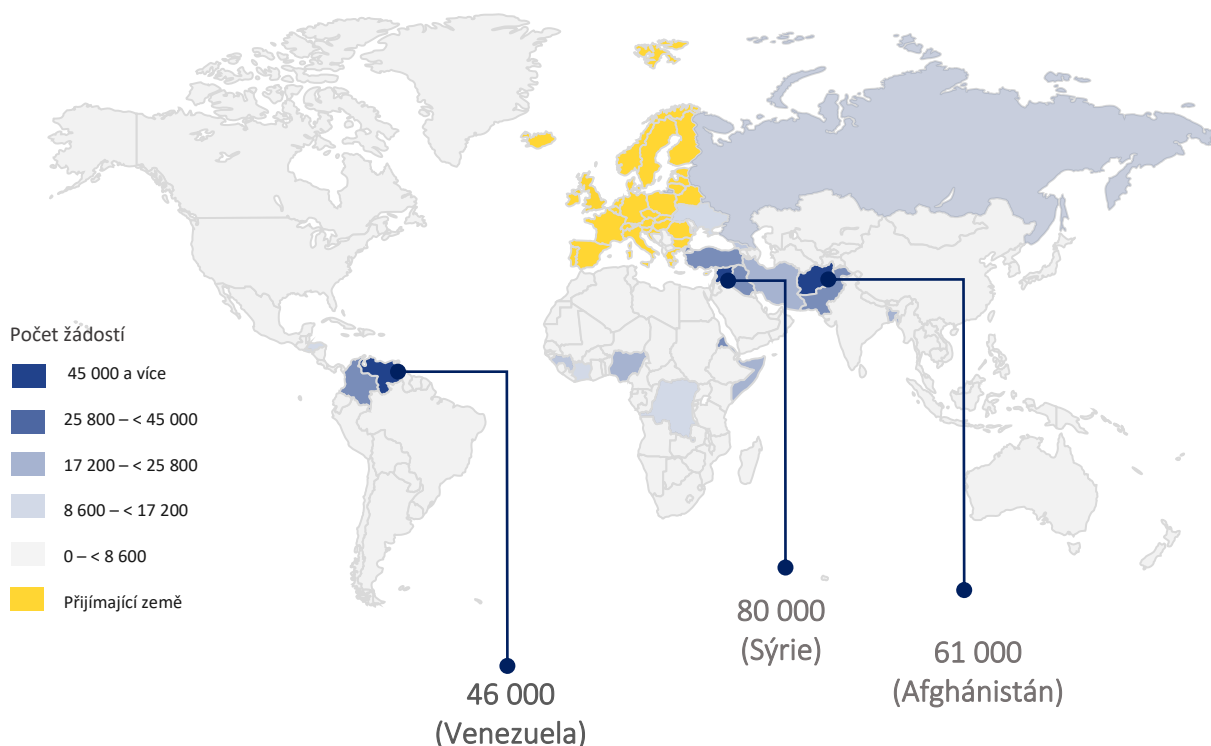 Počet žádostí
45 000 a více
25 800 – < 45 000
17 200 – < 25 800
8 600 – < 17 200
0 – < 8 600
Přijímající země
46 000
(Venezuela)
80 000
(Sýrie)
61 000
(Afghánistán)